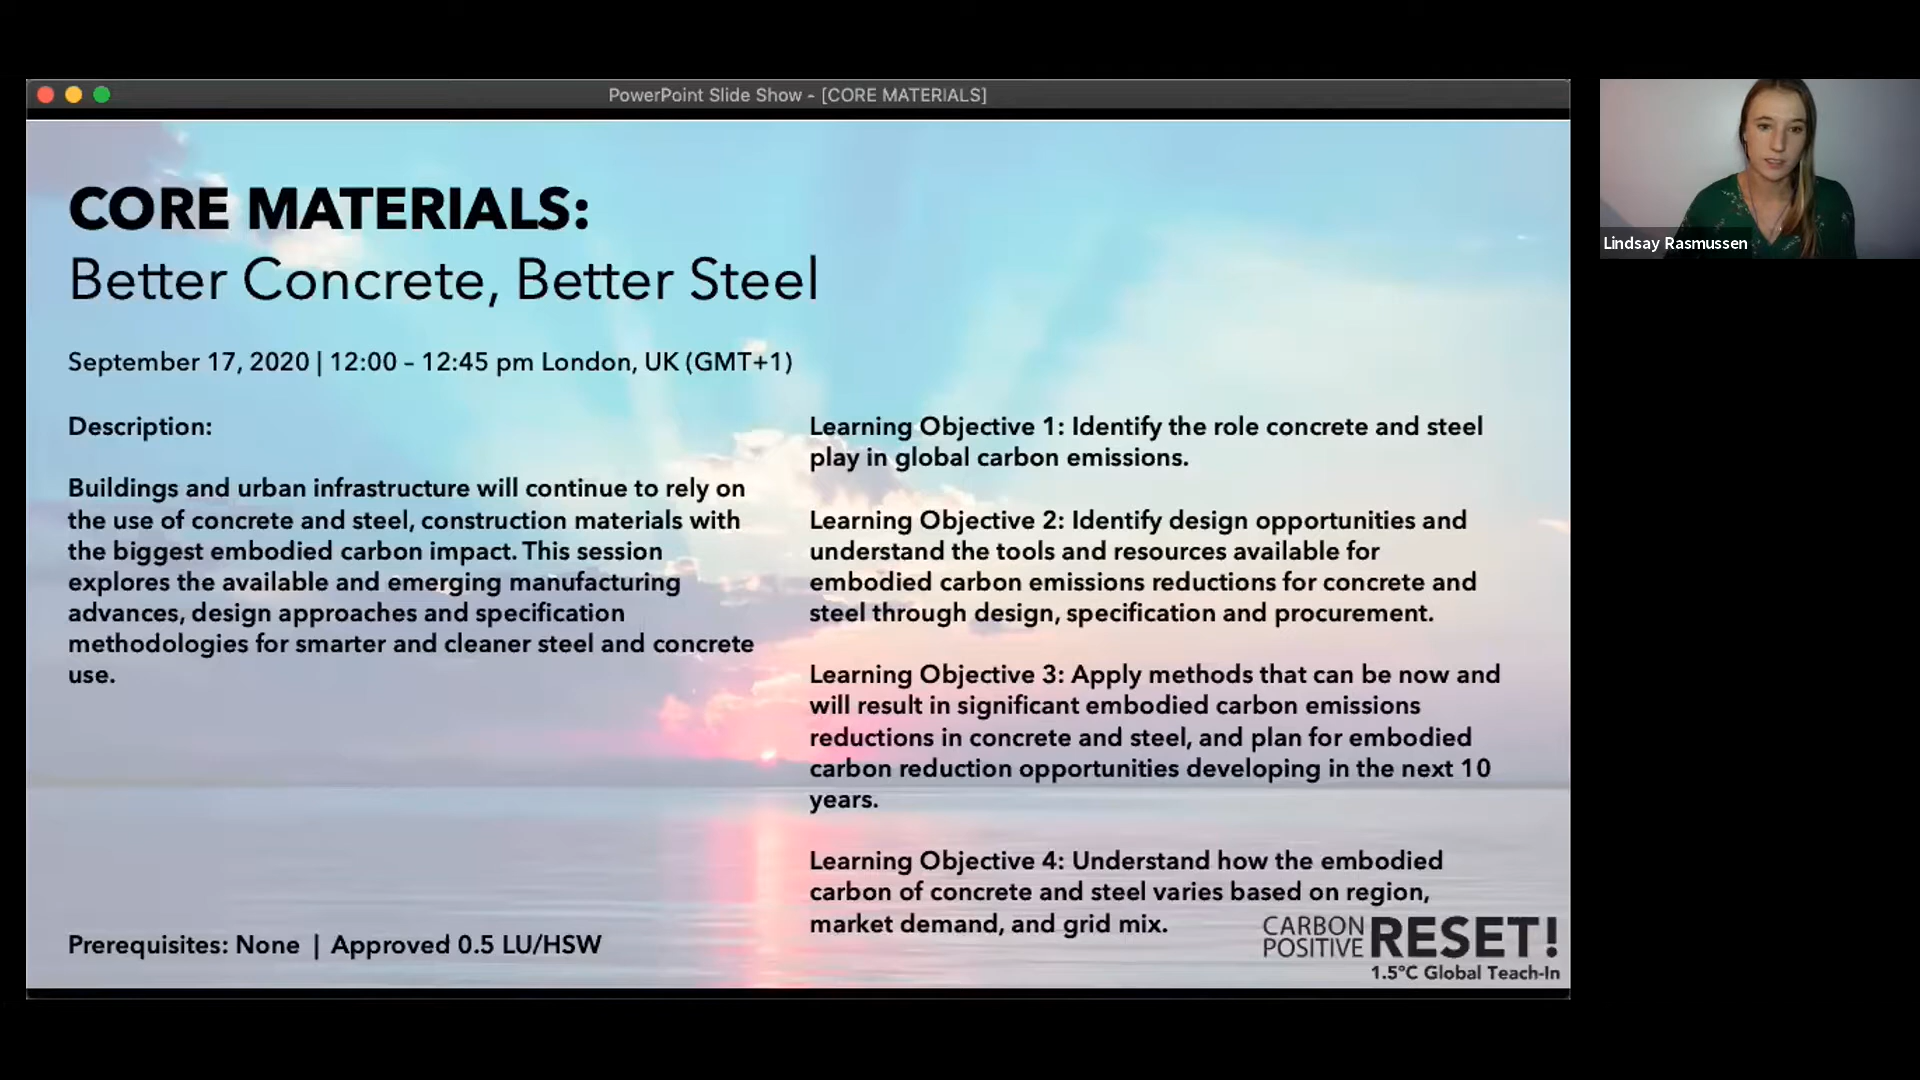 PowerPoint Slide Show - [CORE MATERIALS]
CORE MATERIALS:
Better Concrete, Better Steel
September 17, 2020 | 12:00 – 12:45 pm London, UK (GMT+1)
Description:
Buildings and urban infrastructure will continue to rely on
the use of concrete and steel, construction materials with
the biggest embodied carbon impact. This session
explores the available and emerging manufacturing
advances, design approaches and specification
methodologies for smarter and cleaner steel and concrete
use.
Prerequisites: None | Approved 0.5 LU/HSW
Learning Objective 1: Identify the role concrete and steel
play in global carbon emissions.
Learning Objective 2: Identify design opportunities and
understand the tools and resources available for
embodied carbon emissions reductions for concrete and
steel through design, specification and procurement.
Learning Objective 3: Apply methods that can be now and
will result in significant embodied carbon emissions
reductions in concrete and steel, and plan for embodied
carbon reduction opportunities developing in the next 10
years.
Learning Objective 4: Understand how the embodied
carbon of concrete and steel varies based on region,
market demand, and grid mix.
CARBON
POSITIVE RESET!
1.5°C Global Teach-In
Lindsay Rasmussen